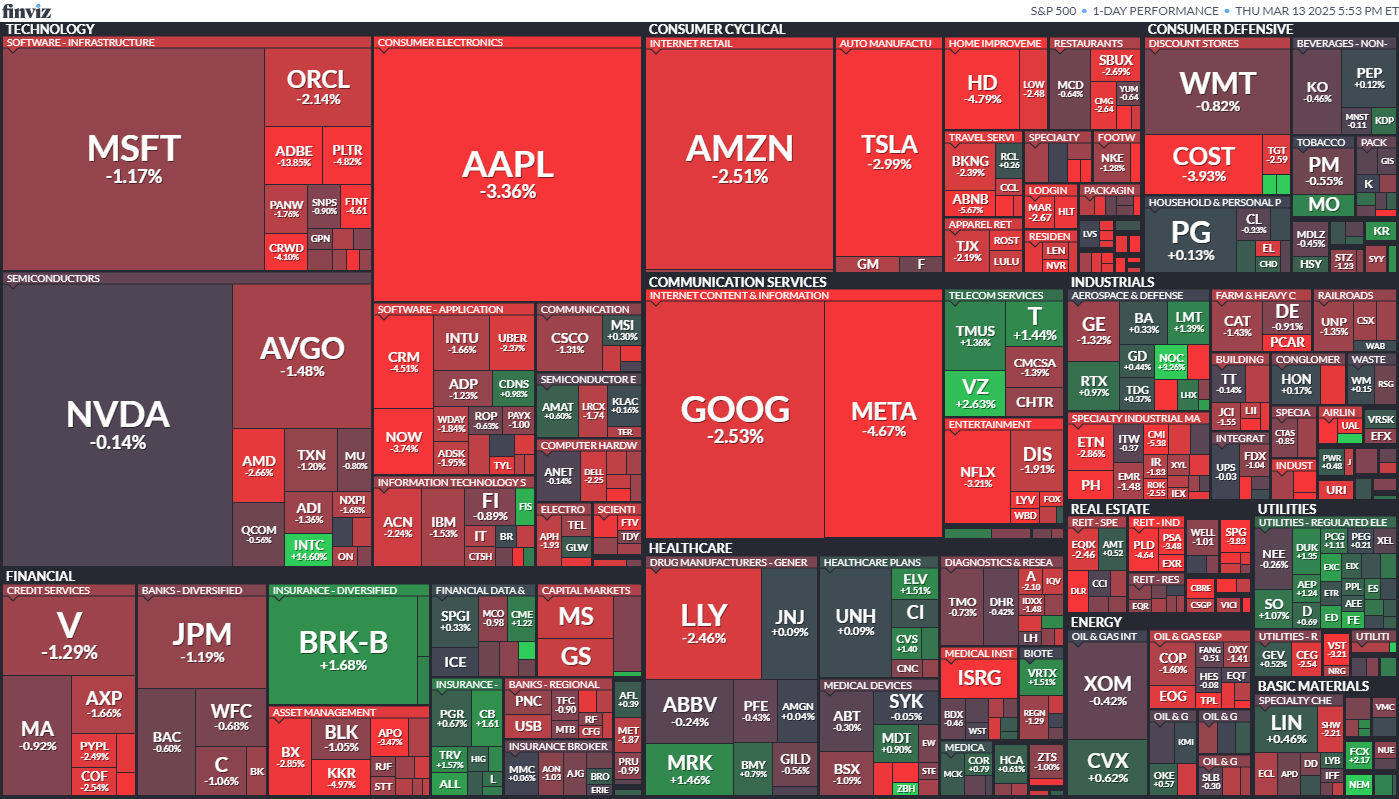 finviz
S&P 500 • 1-DAY PERFORMANCE • THU MAR 13 2025 5:53 PM ET
TECHNOLOGY
SOFTWARE - INFRASTRUCTURE
MSFT
-1.17%
ORCL
-2.14%
ADBE
-13.85%
PLTR
-4.82%
PANW
-1.76%
SNPS
-0.90%
FTNT
-4.61
CRWD
-4.10%
GPN
CONSUMER ELECTRONICS
AAPL
-3.36%
SEMICONDUCTORS
NVDA
-0.14%
AVGO
-1.48%
AMD
-2.66%
TXN
-1.20%
MU
-0.80%
ADI
-1.36%
NXPI
-1.68%
QCOM
-0.56%
INTC
+14.60%
ON
SOFTWARE - APPLICATION
CRM
-4.51%
INTU
-1.66%
UBER
-2.37%
ADP
-1.23%
CDNS
+0.98%
NOW
-3.74%
WDAY
-1.84%
ROP
-0.63%
PAYX
-1.00
ADSK
-1.95%
TYL
INFORMATION TECHNOLOGY S
ACN
-2.24%
IBM
-1.53%
FI
-0.89%
FIS
IT
BR
CTSH
COMMUNICATION
CSCO
-1.31%
MSI
+0.30%
SEMICONDUCTOR E
AMAT
+0.60%
LRCX
-1.74
KLAC
+0.16%
TER
COMPUTER HARDW
ANET
-0.14%
DELL
-2.25
ELECTRO
APH
-1.93
TEL
GLW
SCIENTI
FTV
TDY
CONSUMER CYCLICAL
INTERNET RETAIL
AMZN
-2.51%
AUTO MANUFACTU
TSLA
-2.99%
GM
F
HOME IMPROVEME
HD
-4.79%
LOW
-2.48
RESTAURANTS
MCD
-0.64%
SBUX
-2.69%
CMG
-2.64
YUM
-0.64
TRAVEL SERVI
BKNG
-2.39%
RCL
+0.26
CCL
ABNB
-5.67%
SPECIALTY
FOOTW
NKE
-1.28%
LODGIN
MAR
-2.67
HLT
PACKAGIN
APPAREL RET
TJX
-2.19%
ROST
LULU
RESIDEN
LEN
NVR
LVS
CONSUMER DEFENSIVE
DISCOUNT STORES
WMT
-0.82%
COST
-3.93%
TGT
-2.59
BEVERAGES - NON-
KO
-0.46%
PEP
+0.12%
MNST
-0.11
KDP
TOBACCO
PM
-0.55%
MO
PACK
GIS
K
HOUSEHOLD & PERSONAL P
PG
+0.13%
CL
-0.33%
EL
CHD
MDLZ
-0.45%
HSY
KR
STZ
-1.23
SYY
COMMUNICATION SERVICES
INTERNET CONTENT & INFORMATION
GOOG
-2.53%
META
-4.67%
TELECOM SERVICES
TMUS
+1.36%
T
+1.44%
VZ
+2.63%
CMCSA
-1.39%
CHTR
ENTERTAINMENT
NFLX
-3.21%
DIS
-1.91%
LYV
FOX
WBD
INDUSTRIALS
AEROSPACE & DEFENSE
GE
-1.32%
BA
+0.33%
LMT
+1.39%
RTX
+0.97%
GD
+0.44%
NOC
+3.26%
TDG
+0.37%
LHX
FARM & HEAVY C
CAT
-1.43%
DE
-0.91%
PCAR
RAILROADS
UNP
-1.35%
CSX
WAB
BUILDING
TT
-0.14%
JCI
-1.55
LII
CONGLOMER
HON
+0.17%
WASTE
WM
+0.15
RSG
SPECIALTY INDUSTRIAL MA
ETN
-2.86%
ITW
-0.37
CMI
-5.38
PH
EMR
-1.48
IR
-1.83
XYL
ROK
-2.55
IEX
INTEGRAT
UPS
-0.03
FDX
-1.04
SPECIA
CTAS
-0.85
AIRLIN
UAL
VRSK
EFX
INDUST
PWR
+0.48
J
URI
FINANCIAL
CREDIT SERVICES
V
-1.29%
MA
-0.92%
AXP
-1.66%
PYPL
-2.49%
COF
-2.54%
BANKS - DIVERSIFIED
JPM
-1.19%
BAC
-0.60%
WFC
-0.68%
C
-1.06%
BK
INSURANCE - DIVERSIFIED
BRK-B
+1.68%
ASSET MANAGEMENT
BX
-2.85%
BLK
-1.05%
KKR
-4.97%
APO
-3.47%
RJF
STT
FINANCIAL DATA &
SPGI
+0.33%
MCO
-0.98
CME
+1.22
ICE
CAPITAL MARKETS
MS
GS
INSURANCE -
PGR
+0.67%
CB
+1.61
TRV
+1.57%
HIG
ALL
L
BANKS - REGIONAL
PNC
TFC
-0.90
RF
USB
MTB
CFG
INSURANCE BROKER
MMC
+0.06%
AON
-1.03
AJG
BRO
ERIE
AFL
+0.39
MET
-1.87
PRU
-0.99
HEALTHCARE
DRUG MANUFACTURERS - GENER
LLY
-2.46%
JNJ
+0.09%
ABBV
-0.24%
PFE
-0.43%
AMGN
+0.04%
MRK
+1.46%
BMY
+0.79%
GILD
-0.56%
HEALTHCARE PLANS
UNH
+0.09%
ELV
+1.51%
CI
CVS
+1.40
CNC
MEDICAL DEVICES
ABT
-0.30%
SYK
-0.05%
MDT
+0.90%
EW
BSX
-1.09%
STE
ZBH
DIAGNOSTICS & RESEA
TMO
-0.73%
DHR
-0.42%
A
-2.10
IQV
IDXX
-1.48
LH
MEDICAL INST
ISRG
BDX
-0.46
WST
BIOTE
VRTX
+1.51%
REGN
-1.29
MEDICA
MCK
COR
+0.79
HCA
+0.61%
ZTS
-1.00%
REAL ESTATE
REIT - SPE
EQIX
-2.46
AMT
+0.52
DLR
CCI
REIT - IND
PLD
-4.64
PSA
-3.48
EXR
REIT - RES
EQR
WELL
-1.01
SPG
-3.83
CBRE
CSGP
VICI
UTILITIES
UTILITIES - REGULATED ELE
NEE
-0.26%
DUK
+1.35
PCG
+1.11
PEG
+0.21
XEL
EXC
EIX
SO
+1.07%
AEP
+1.24
ETR
PPL
ES
AEE
D
+0.69
ED
FE
UTILITIES - R
GEV
+0.52%
CEG
-2.54
VST
-3.21
NRG
UTILITI
ENERGY
OIL & GAS INT
XOM
-0.42%
CVX
+0.62%
OIL & GAS E&P
COP
-1.60%
FANG
-0.51
OXY
-1.41
EOG
HES
-0.08
EQT
TPL
OIL & G
KMI
OKE
+0.57
OIL & G
OIL & G
SLB
-0.30
BASIC MATERIALS
SPECIALTY CHE
LIN
+0.46%
SHW
-2.21
ECL
APD
DD
LYB
IFF
VMC
FCX
+2.17
NUE
NEM